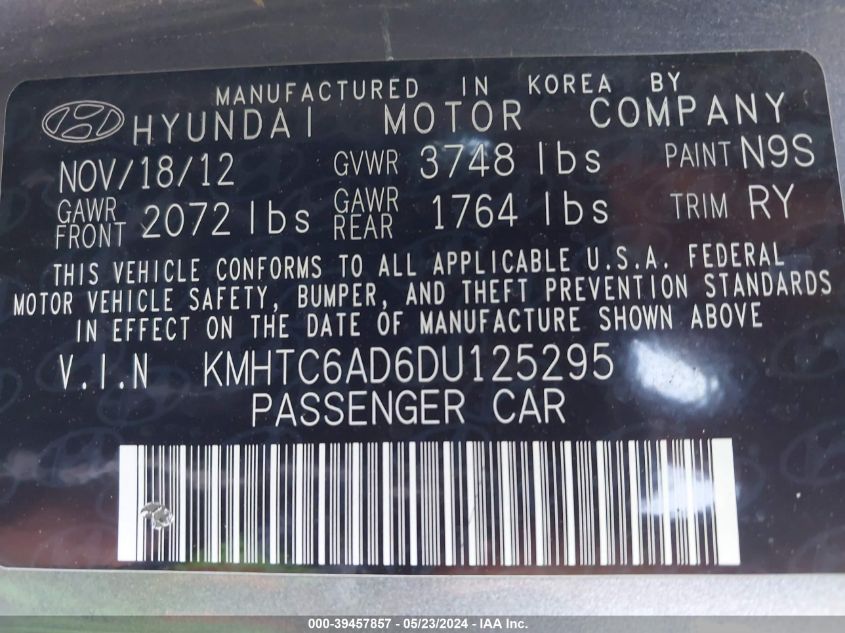 MANUFACTURED IN KOREA BY
HYUNDAI MOTOR COMPANY
NOV/18/12 GVWR 3748 lbs PAINT N9S
GAWR FRONT 2072 lbs GAWR REAR 1764 lbs TRIM RY
THIS VEHICLE CONFORMS TO ALL APPLICABLE U.S.A. FEDERAL
MOTOR VEHICLE SAFETY, BUMPER, AND THEFT PREVENTION STANDARDS
IN EFFECT ON THE DATE OF MANUFACTURE SHOWN ABOVE
V.I.N KMHTC6AD6DU125295
PASSENGER CAR
000-39457857 - 05/23/2024 - IAA Inc.